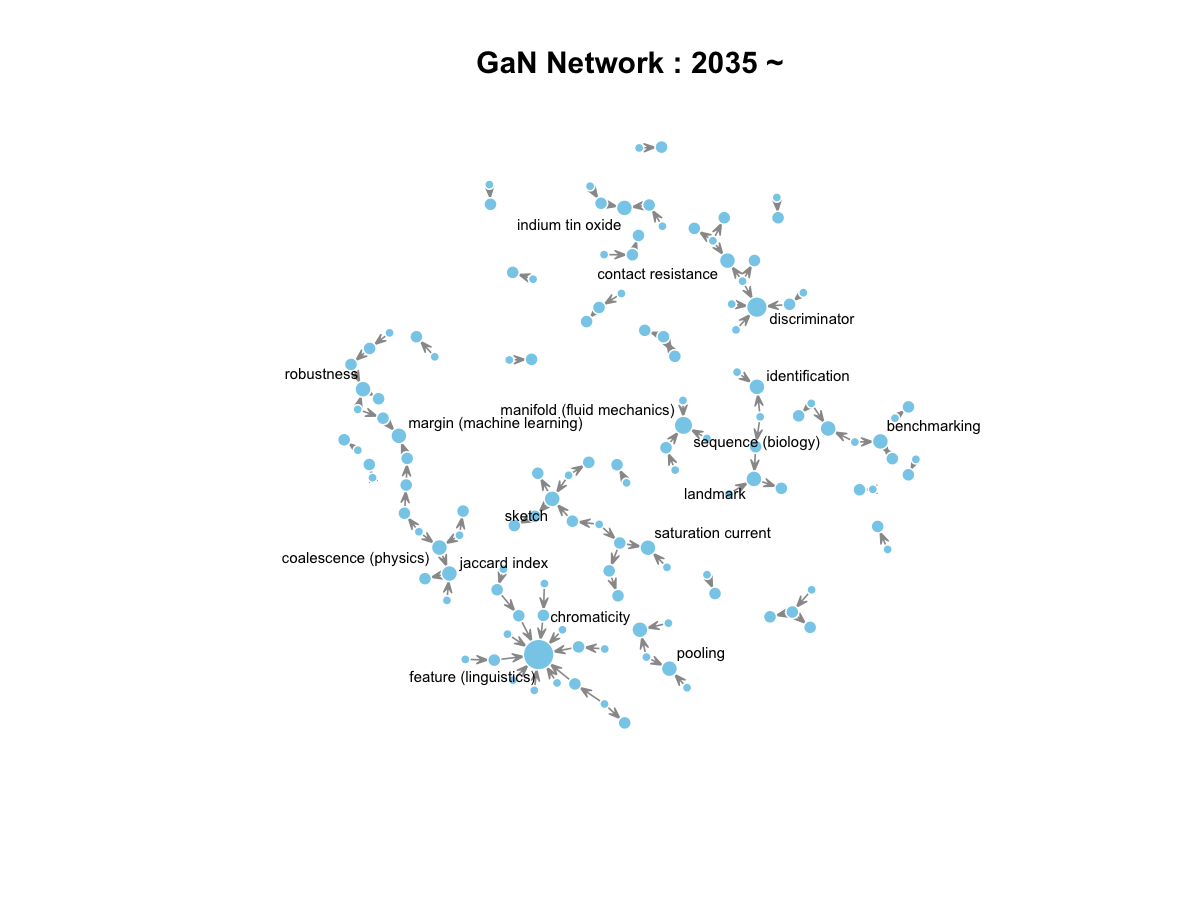 GaN Network : 2035 ~
indium tin oxide
contact resistance
discriminator
robustness
identification
manifold (fluid mechanics)
margin (machine learning)
benchmarking
sequence (biology)
landmark
sketch
saturation current
coalescence (physics)
jaccard index
chromaticity
pooling
feature (linguistics)